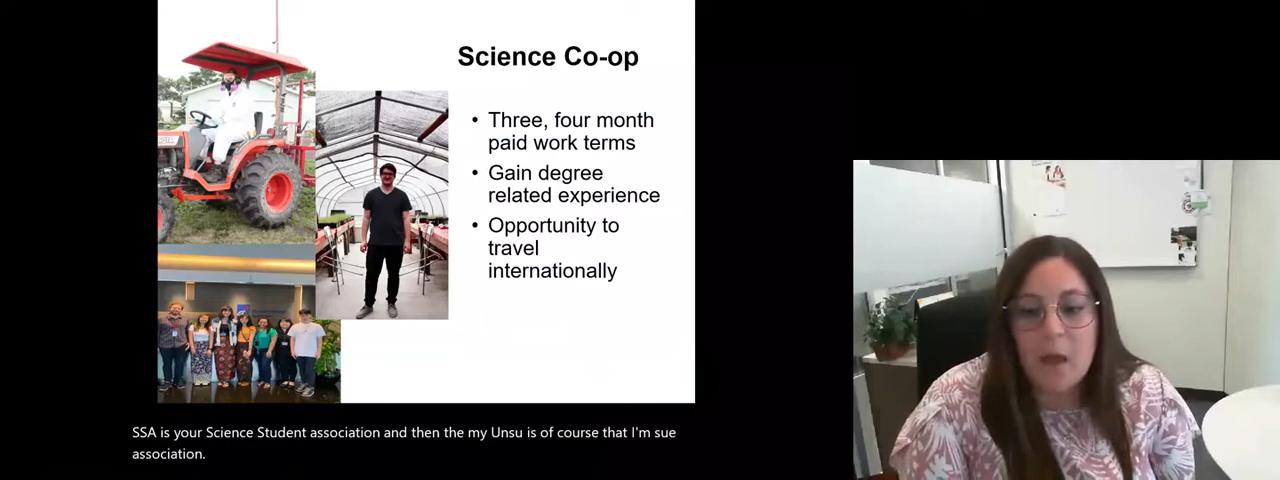 Science Co-op
• Three, four month
paid work terms
• Gain degree
related experience
• Opportunity to
travel
internationally
SSA is your Science Student association and then the my Unsu is of course that I'm sue
association.